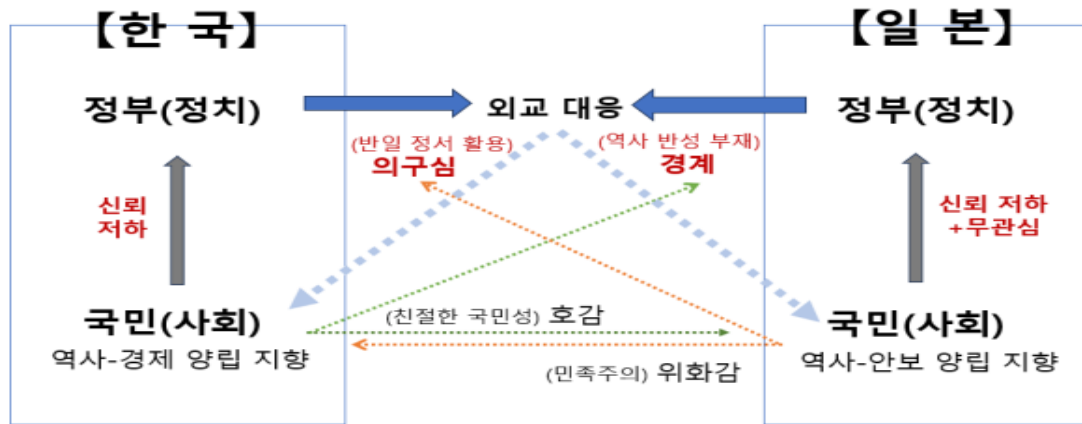 【한 국】
【일 본】
정부(정치)
외교 대응
정부(정치)
(반일 정서 활용)
의구심
(역사 반성 부재)
경계
신뢰
저하
신뢰 저하
+무관심
국민(사회)
역사-경제 양립 지향
(친절한 국민성) 호감
(민족주의) 위화감
국민(사회)
역사-안보 양립 지향